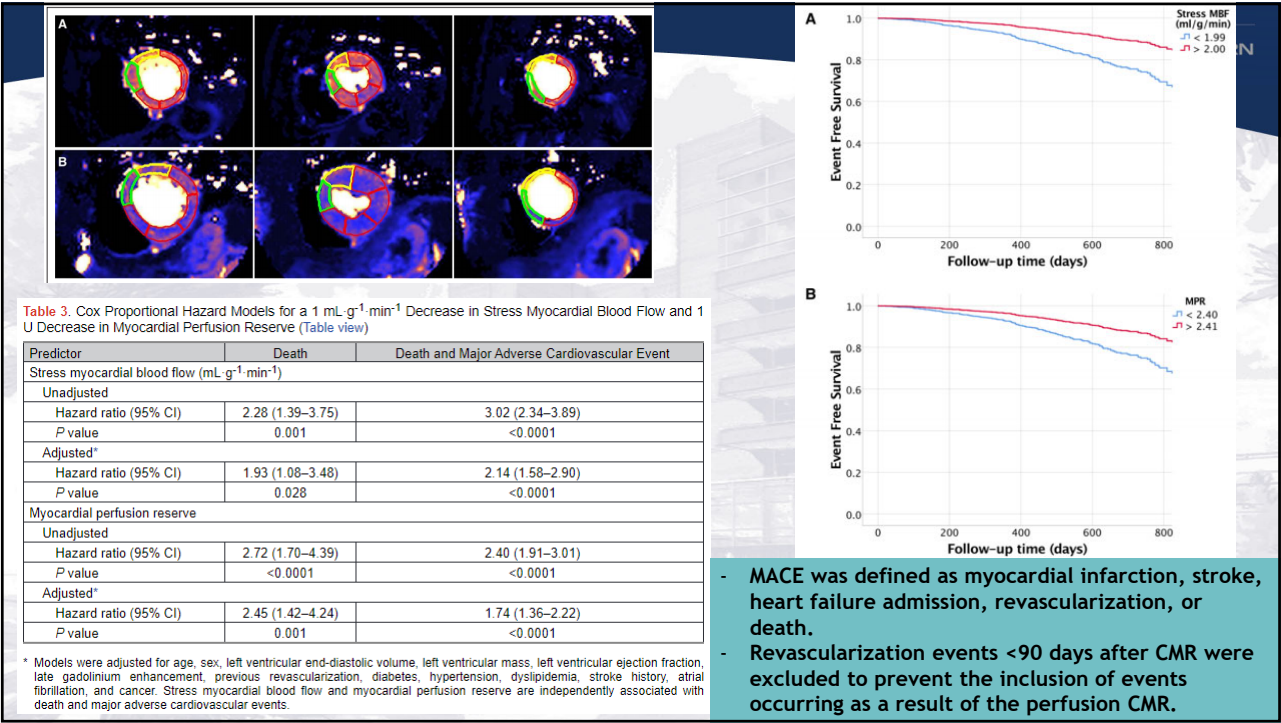 A
B
Table 3. Cox Proportional Hazard Models for a 1 mL·g-1·min-1 Decrease in Stress Myocardial Blood Flow and 1
U Decrease in Myocardial Perfusion Reserve (Table view)
Predictor Death Death and Major Adverse Cardiovascular Event
Stress myocardial blood flow (mL·g-1·min-1)
Unadjusted
Hazard ratio (95% CI) 2.28 (1.39–3.75) 3.02 (2.34–3.89)
P value 0.001 <0.0001
Adjusted*
Hazard ratio (95% CI) 1.93 (1.08–3.48) 2.14 (1.58–2.90)
P value 0.028 <0.0001
Myocardial perfusion reserve
Unadjusted
Hazard ratio (95% CI) 2.72 (1.70–4.39) 2.40 (1.91–3.01)
P value <0.0001 <0.0001
Adjusted*
Hazard ratio (95% CI) 2.45 (1.42–4.24) 1.74 (1.36–2.22)
P value 0.001 <0.0001
* Models were adjusted for age, sex, left ventricular end-diastolic volume, left ventricular mass, left ventricular ejection fraction,
late gadolinium enhancement, previous revascularization, diabetes, hypertension, dyslipidemia, stroke history, atrial
fibrillation, and cancer. Stress myocardial blood flow and myocardial perfusion reserve are independently associated with
death and major adverse cardiovascular events.
A
Stress MBF
(ml/g/min)
< 1.99
> 2.00
RN
Event Free Survival
1.0
0.8
0.6
0.4
0.2
0.0
0 200 400 600 800
Follow-up time (days)
B
MPR
< 2.40
> 2.41
Event Free Survival
1.0
0.8
0.6
0.4
0.2
0.0
0 200 400 600 800
Follow-up time (days)
- MACE was defined as myocardial infarction, stroke,
heart failure admission, revascularization, or
death.
- Revascularization events <90 days after CMR were
excluded to prevent the inclusion of events
occurring as a result of the perfusion CMR.